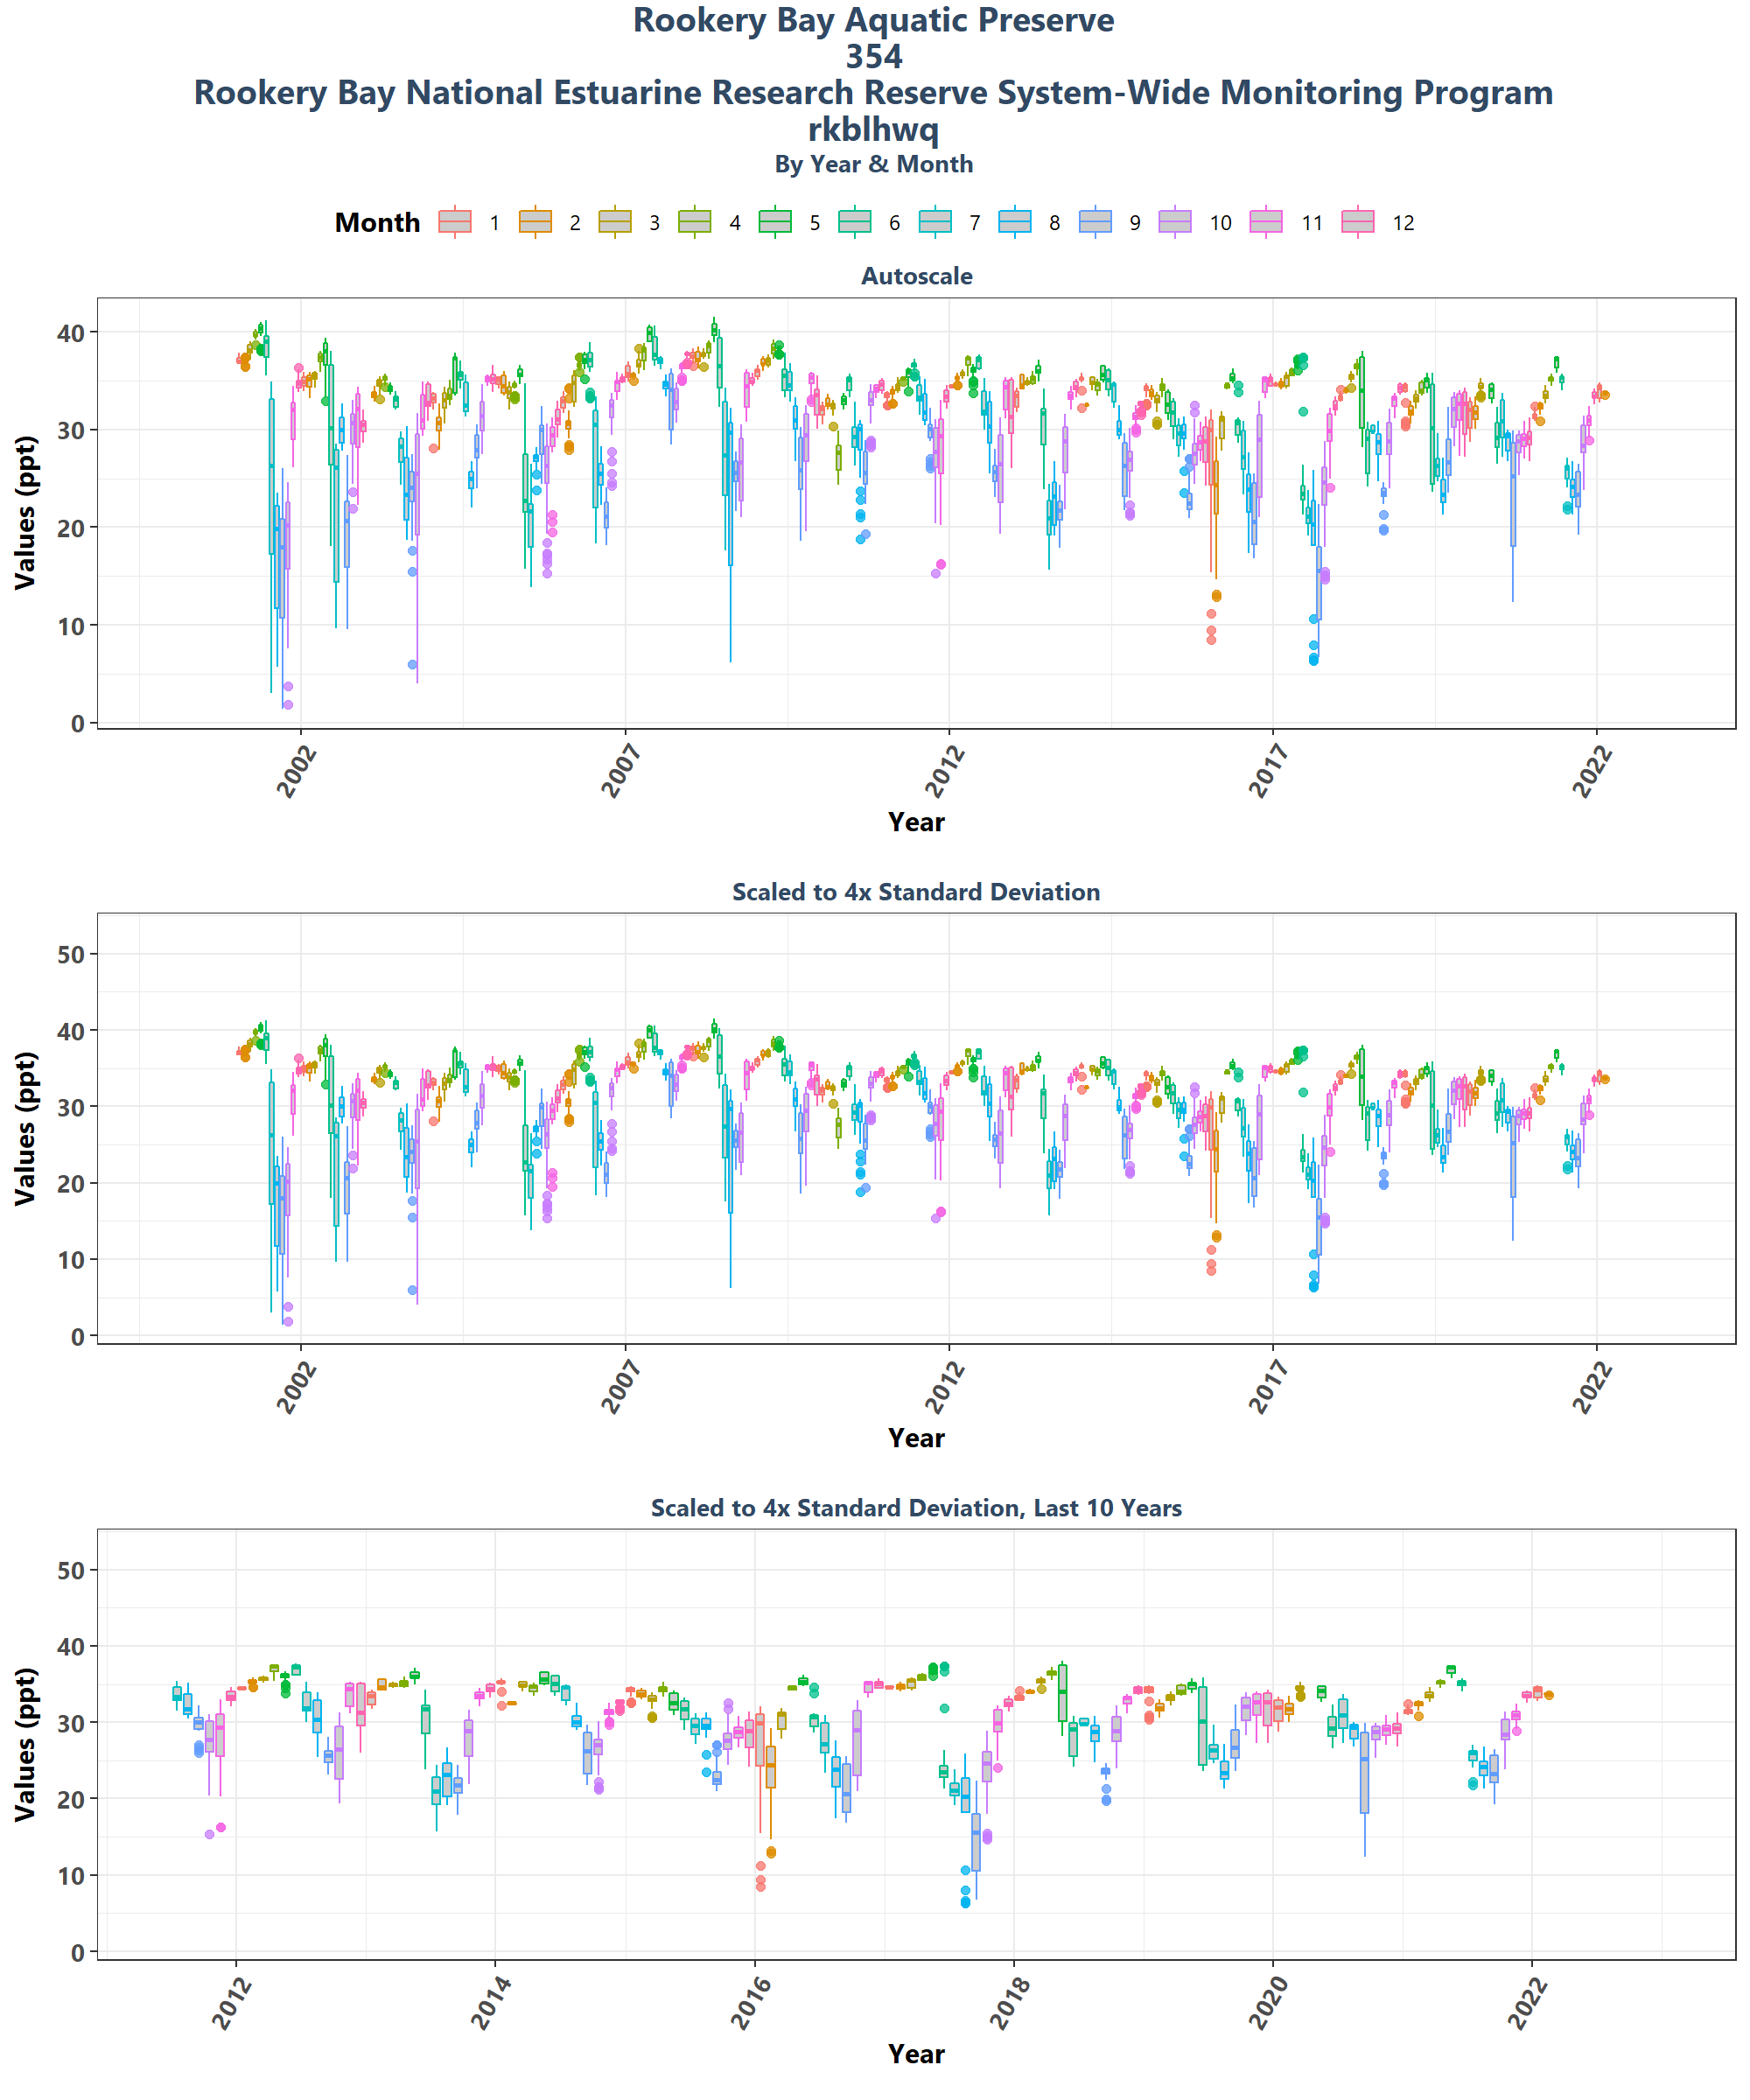 Rookery Bay Aquatic Preserve
354
Rookery Bay National Estuarine Research Reserve System-Wide Monitoring Program
rkblhwq
By Year & Month
Month 1 2 3 4 5 6 7 8 9 10 11 12
Autoscale
Values (ppt)
40
30
20
10
0
2002 2007 2012 2017 2022
Year
Scaled to 4x Standard Deviation
Values (ppt)
50
40
30
20
10
0
2002 2007 2012 2017 2022
Year
Scaled to 4x Standard Deviation, Last 10 Years
Values (ppt)
50
40
30
20
10
0
2012 2014 2016 2018 2020 2022
Year